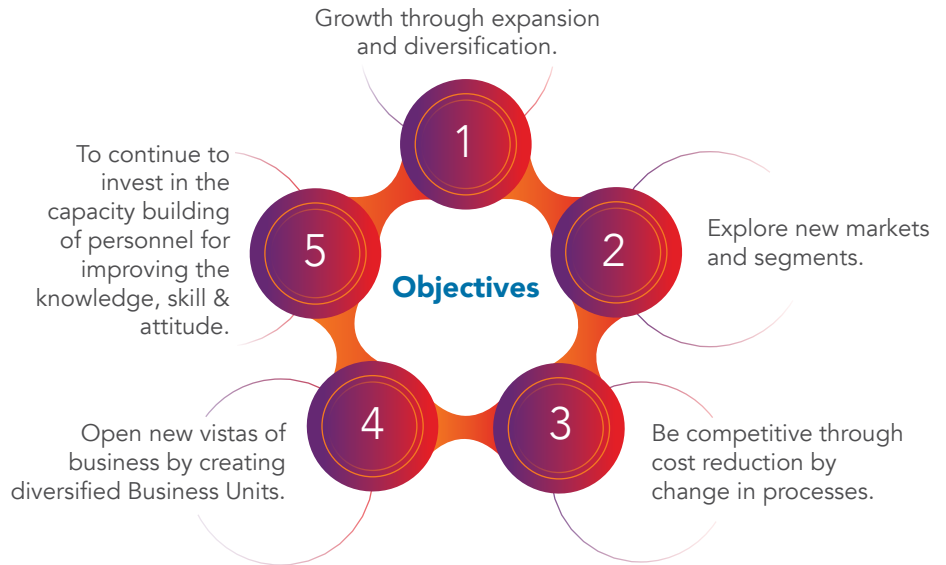 Growth through expansion
and diversification.
1
2
Explore new markets
and segments.
3
Be competitive through
cost reduction by
change in processes.
4
Open new vistas of
business by creating
diversified Business Units.
5
To continue to
invest in the
capacity building
of personnel for
improving the
knowledge, skill &
attitude.
Objectives